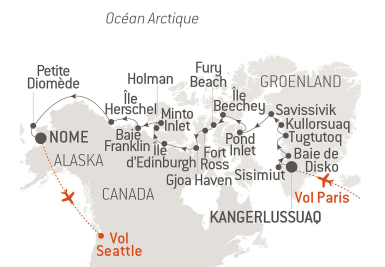 Océan Arctique
Petite
Diomède
Holman
Fury
Beach
Île
Beechey
GROENLAND
Île
Herschel
Minto
Inlet
Savissivik
Kullorsuaq
Tugtutoq
NOME
Baie
Franklin
Île
d'Edinburgh
Fort
Ross
Pond
Inlet
Baie de
Disko
ALASKA
Gjoa Haven
Sisimiut
CANADA
Vol Paris
KANGERLUSSUAQ
Vol
Seattle